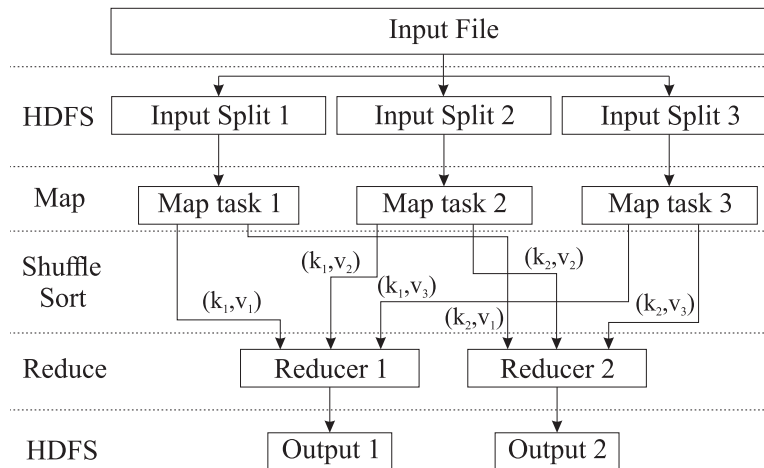 Input File
HDFS
Input Split 1
Input Split 2
Input Split 3
Map
Map task 1
Map task 2
Map task 3
Shuffle
Sort
(k₁,v₁)
(k₁,v₂)
(k₁,v₃)
(k₂,v₁)
(k₂,v₂)
(k₂,v₃)
Reduce
Reducer 1
Reducer 2
HDFS
Output 1
Output 2